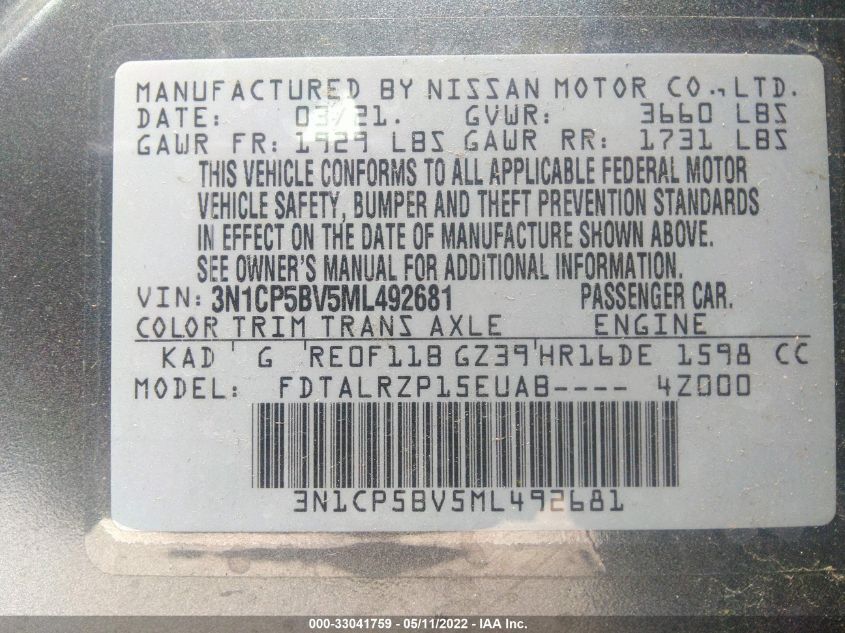 MANUFACTURED BY NISSAN MOTOR CO., LTD.
DATE: 03/21. GVWR: 3660 LBS
GAWR FR: 1929 LBS GAWR RR: 1731 LBS
THIS VEHICLE CONFORMS TO ALL APPLICABLE FEDERAL MOTOR
VEHICLE SAFETY, BUMPER AND THEFT PREVENTION STANDARDS
IN EFFECT ON THE DATE OF MANUFACTURE SHOWN ABOVE.
SEE OWNER'S MANUAL FOR ADDITIONAL INFORMATION.
VIN: 3N1CP5BV5ML492681 PASSENGER CAR.
COLOR TRIM TRANS AXLE ENGINE
KAD G RE0F11B GZ39 HR16DE 1598 CC
MODEL: FDTALRZP15EUAB---- 4Z000
3N1CP5BV5ML492681
000-33041759 - 05/11/2022 - IAA Inc.